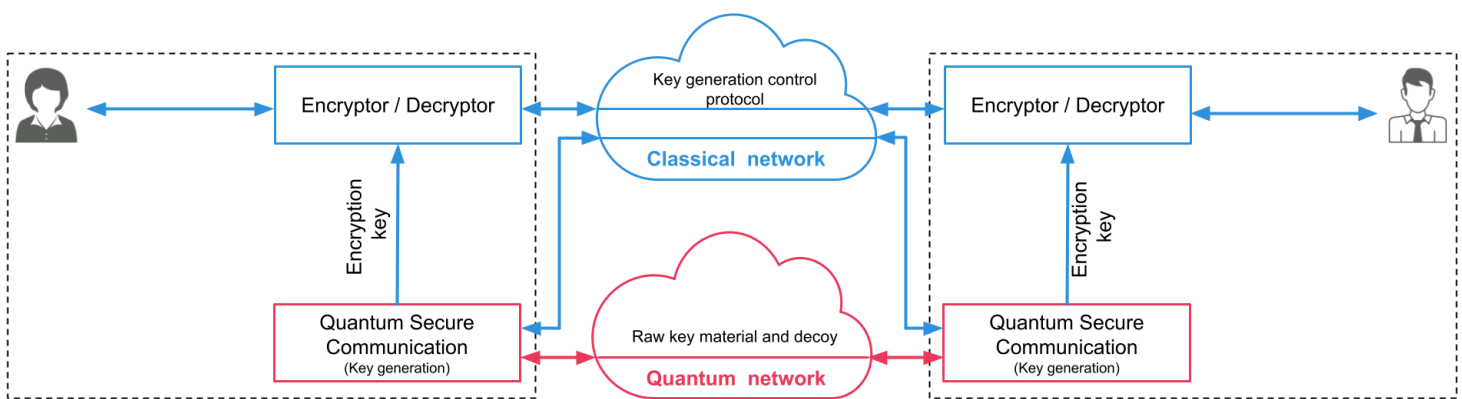 Encryptor / Decryptor
Key generation control
protocol
Classical network
Encryptor / Decryptor
Encryption
key
Encryption
key
Quantum Secure
Communication
(Key generation)
Raw key material and decoy
Quantum network
Quantum Secure
Communication
(Key generation)